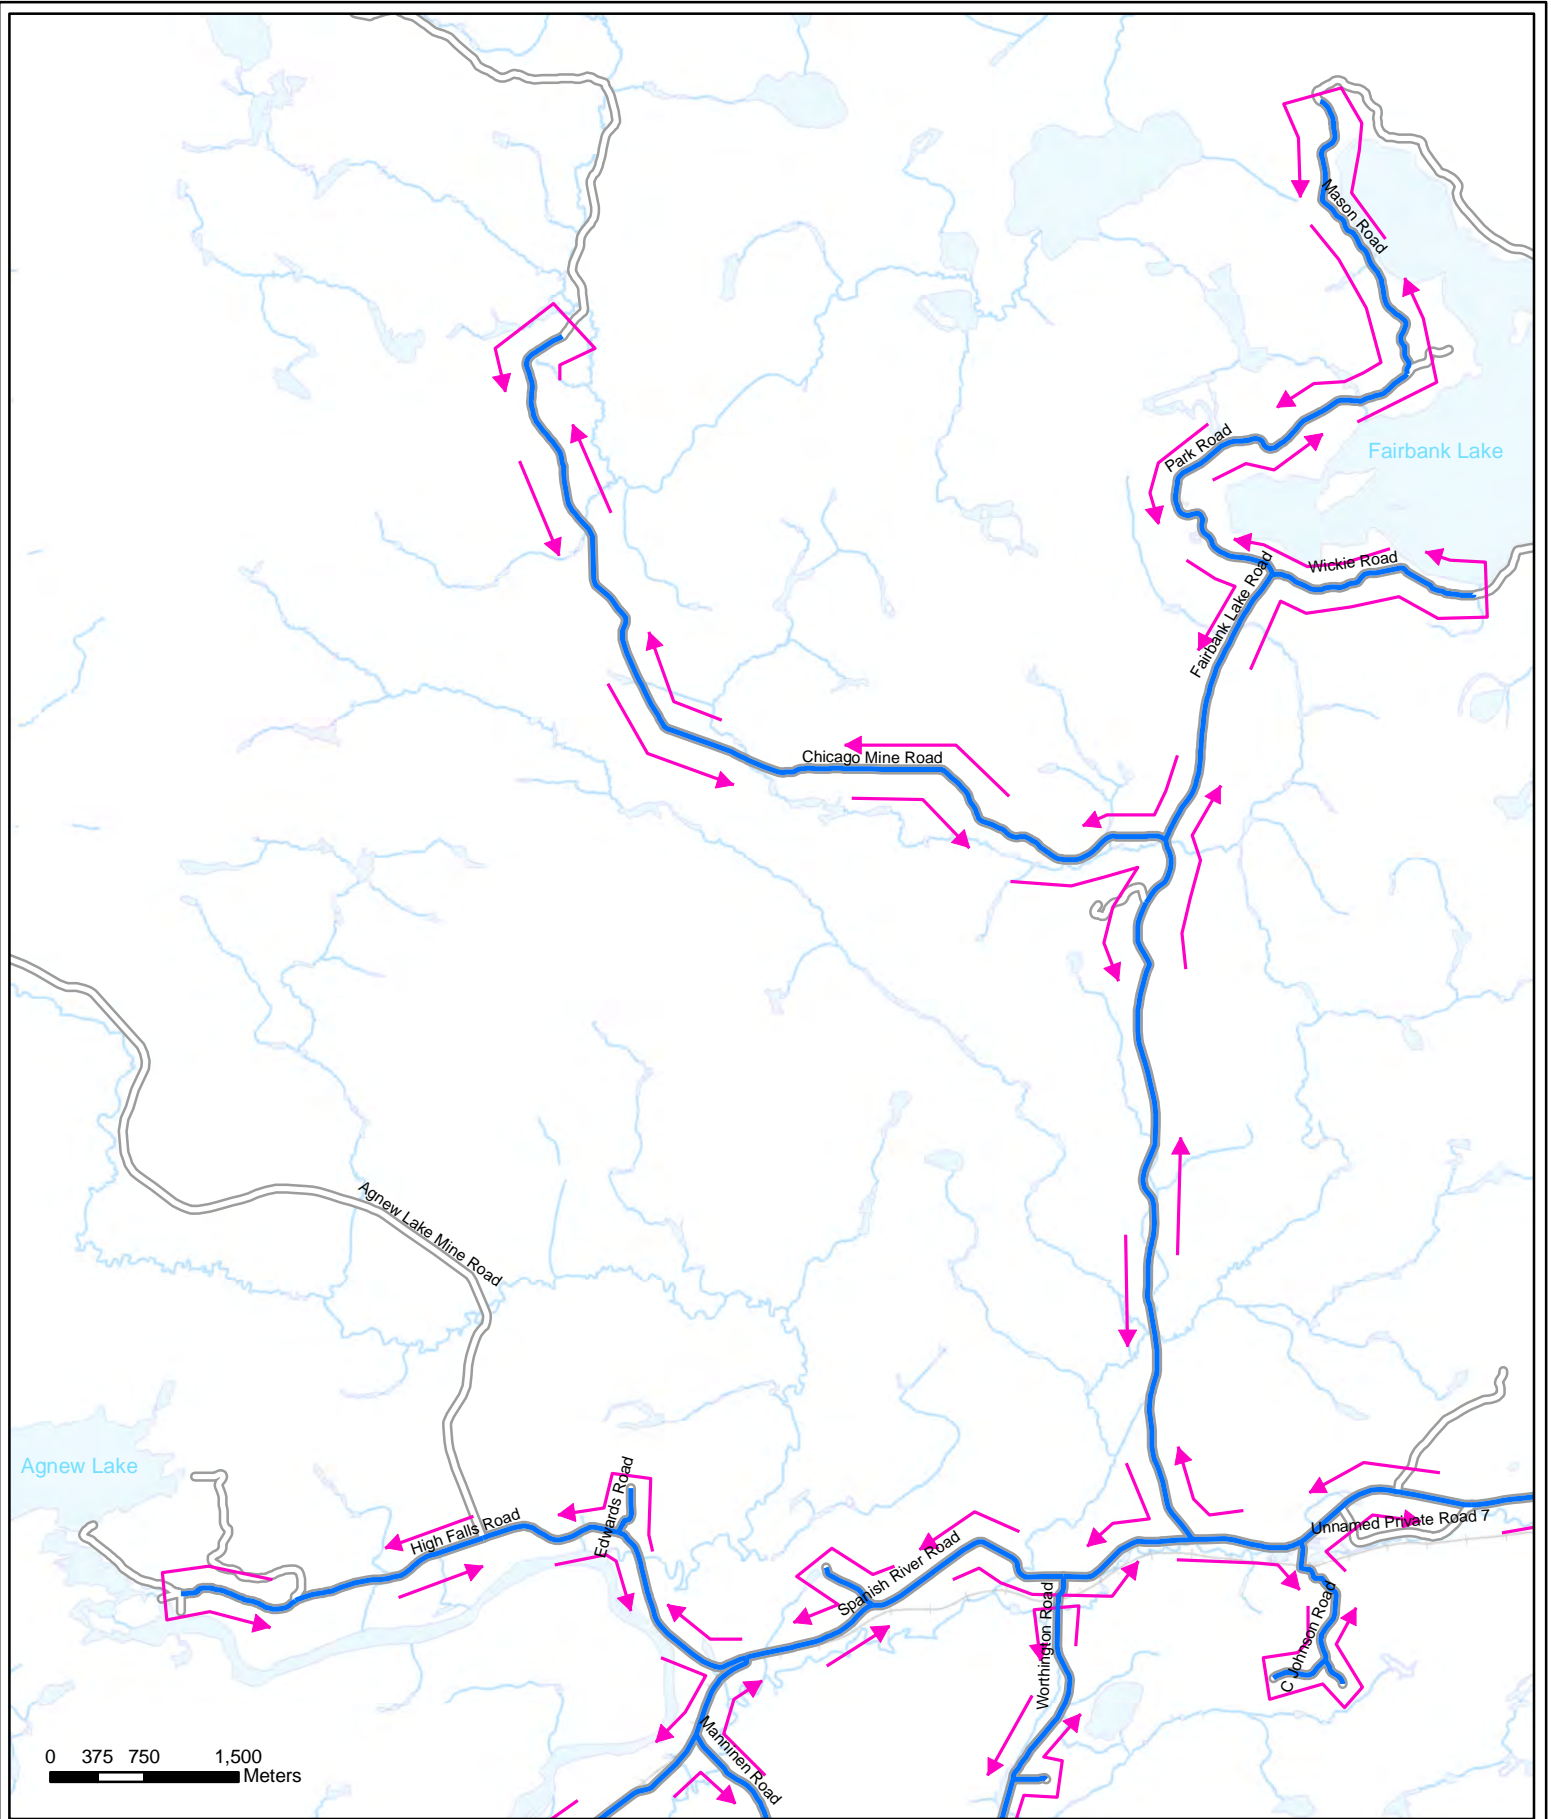 Mason Road
Park Road
Fairbank Lake
Wickie Road
Fairbank Lake Road
Chicago Mine Road
Agnew Lake Mine Road
Agnew Lake
High Falls Road
Edwards Road
Spanish River Road
Unnamed Private Road 7
Worthington Road
C Johnson Road
Manninen Road
0 375 750 1,500
Meters